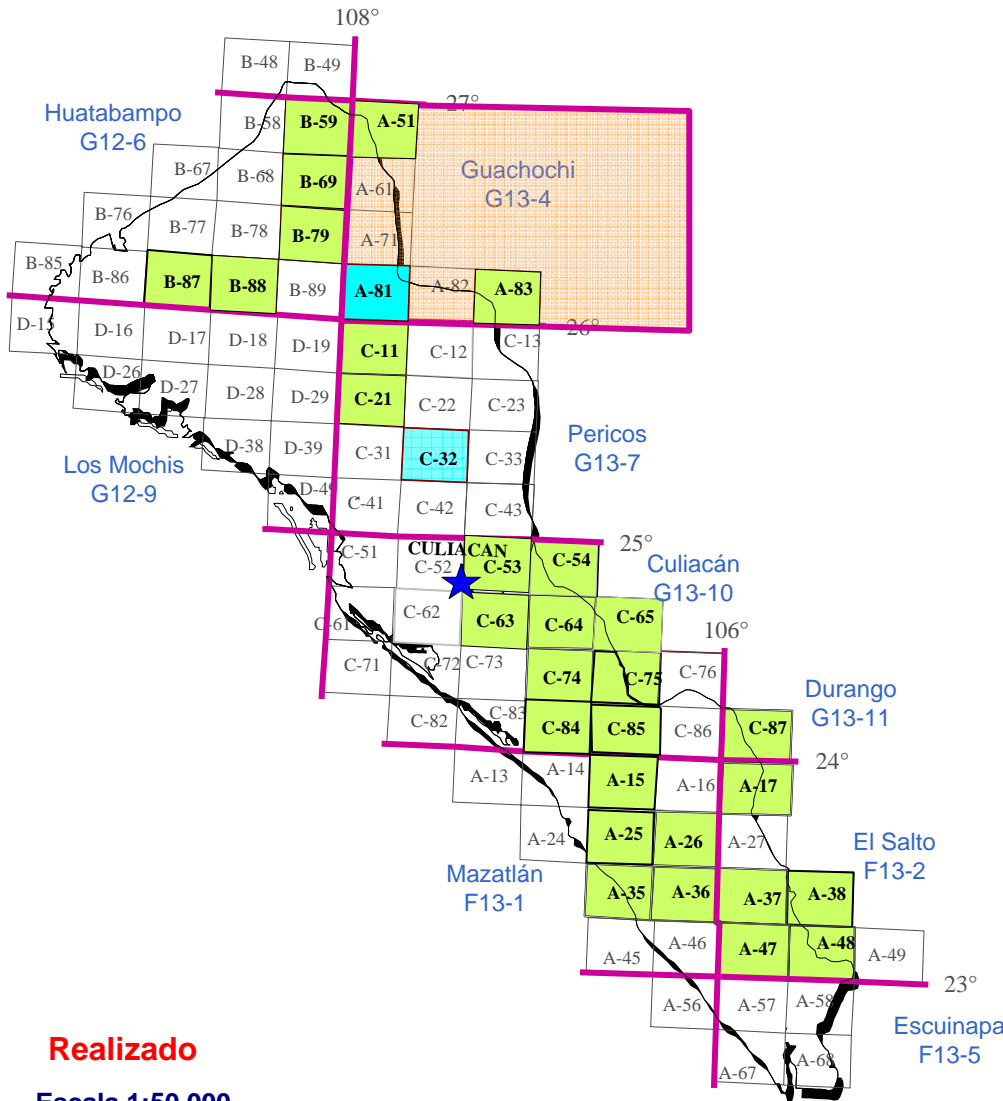 108°
B-48 B-49
27°
Huatabampo
G12-6
B-58 B-59 A-51
Guachochi
G13-4
B-67 B-68 B-69 A-61
B-76 B-77 B-78 B-79 A-71
B-85 B-86 B-87 B-88 B-89 A-81 A-82 A-83
26°
D-15 D-16 D-17 D-18 D-19 C-11 C-12 C-13
D-26 D-27 D-28 D-29 C-21 C-22 C-23
Pericos
G13-7
Los Mochis
G12-9
D-38 D-39 C-31 C-32 C-33
D-49 C-41 C-42 C-43
25°
C-51 C-52 C-53 C-54
CULIACAN
Culiacán
G13-10
C-61 C-62 C-63 C-64 C-65
106°
C-71 C-72 C-73 C-74 C-75 C-76
Durango
G13-11
C-82 C-83 C-84 C-85 C-86 C-87
24°
A-13 A-14 A-15 A-16 A-17
A-24 A-25 A-26 A-27
El Salto
F13-2
Mazatlán
F13-1
A-35 A-36 A-37 A-38
A-45 A-46 A-47 A-48 A-49
23°
A-56 A-57 A-58
Escuinapa
F13-5
A-67 A-68
Realizado
Escala 1:50,000